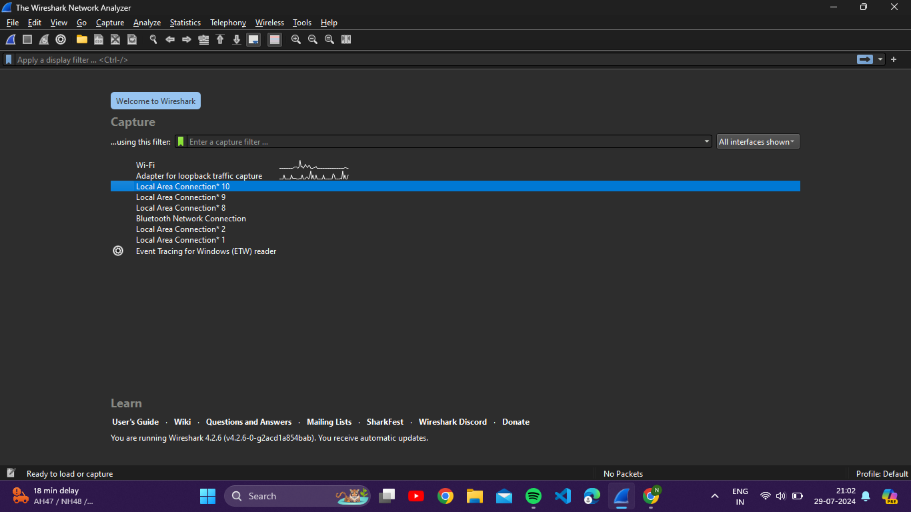 The Wireshark Network Analyzer
File Edit View Go Capture Analyze Statistics Telephony Wireless Tools Help
Apply a display filter ... <Ctrl-/>
Welcome to Wireshark
Capture
...using this filter: Enter a capture filter ... All interfaces shown
Wi-Fi
Adapter for loopback traffic capture
Local Area Connection* 10
Local Area Connection* 9
Local Area Connection* 8
Bluetooth Network Connection
Local Area Connection* 2
Local Area Connection* 1
Event Tracing for Windows (ETW) reader
Learn
User's Guide · Wiki · Questions and Answers · Mailing Lists · SharkFest · Wireshark Discord · Donate
You are running Wireshark 4.2.6 (v4.2.6-0-g2acd1a854bab). You receive automatic updates.
Ready to load or capture No Packets Profile: Default
18 min delay
AH47 / NH48 /...
Search
ENG
IN
21:02
29-07-2024